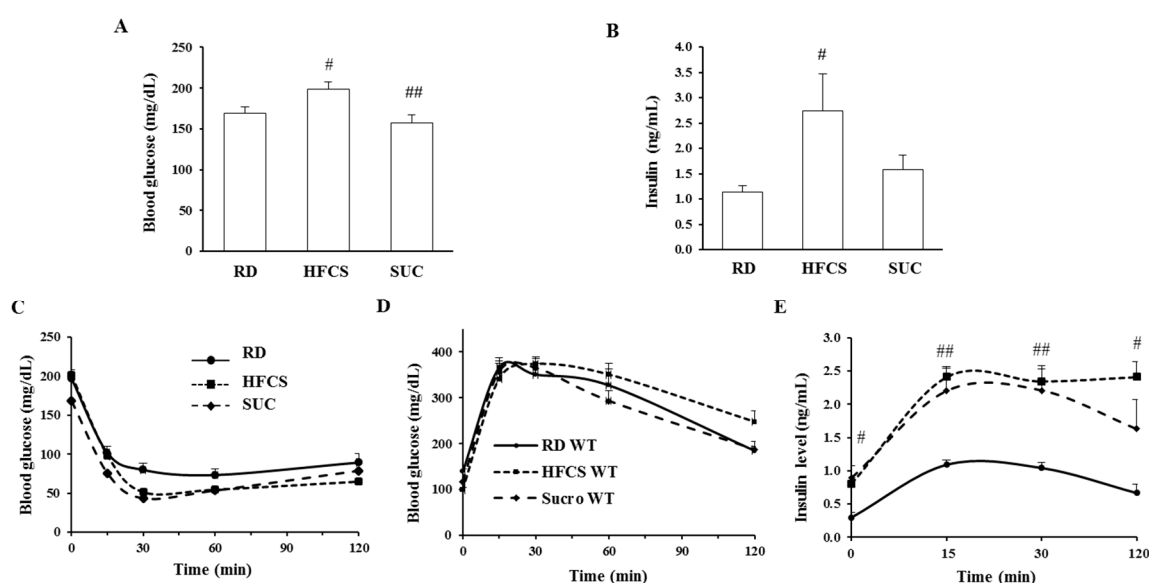 A
Blood glucose (mg/dL)
250
200
150
100
50
0
#
##
RD
HFCS
SUC
B
Insulin (ng/mL)
4.0
3.5
3.0
2.5
2.0
1.5
1.0
0.5
0.0
#
RD
HFCS
SUC
C
Blood glucose (mg/dL)
250
200
150
100
50
0
RD
HFCS
SUC
0
30
60
90
120
Time (min)
D
Blood glucose (mg/dL)
400
300
200
100
0
RD WT
HFCS WT
Sucro WT
0
30
60
90
120
Time (min)
E
Insulin level (ng/mL)
3.0
2.5
2.0
1.5
1.0
0.5
0.0
#
##
##
#
0
15
30
120
Time (min)